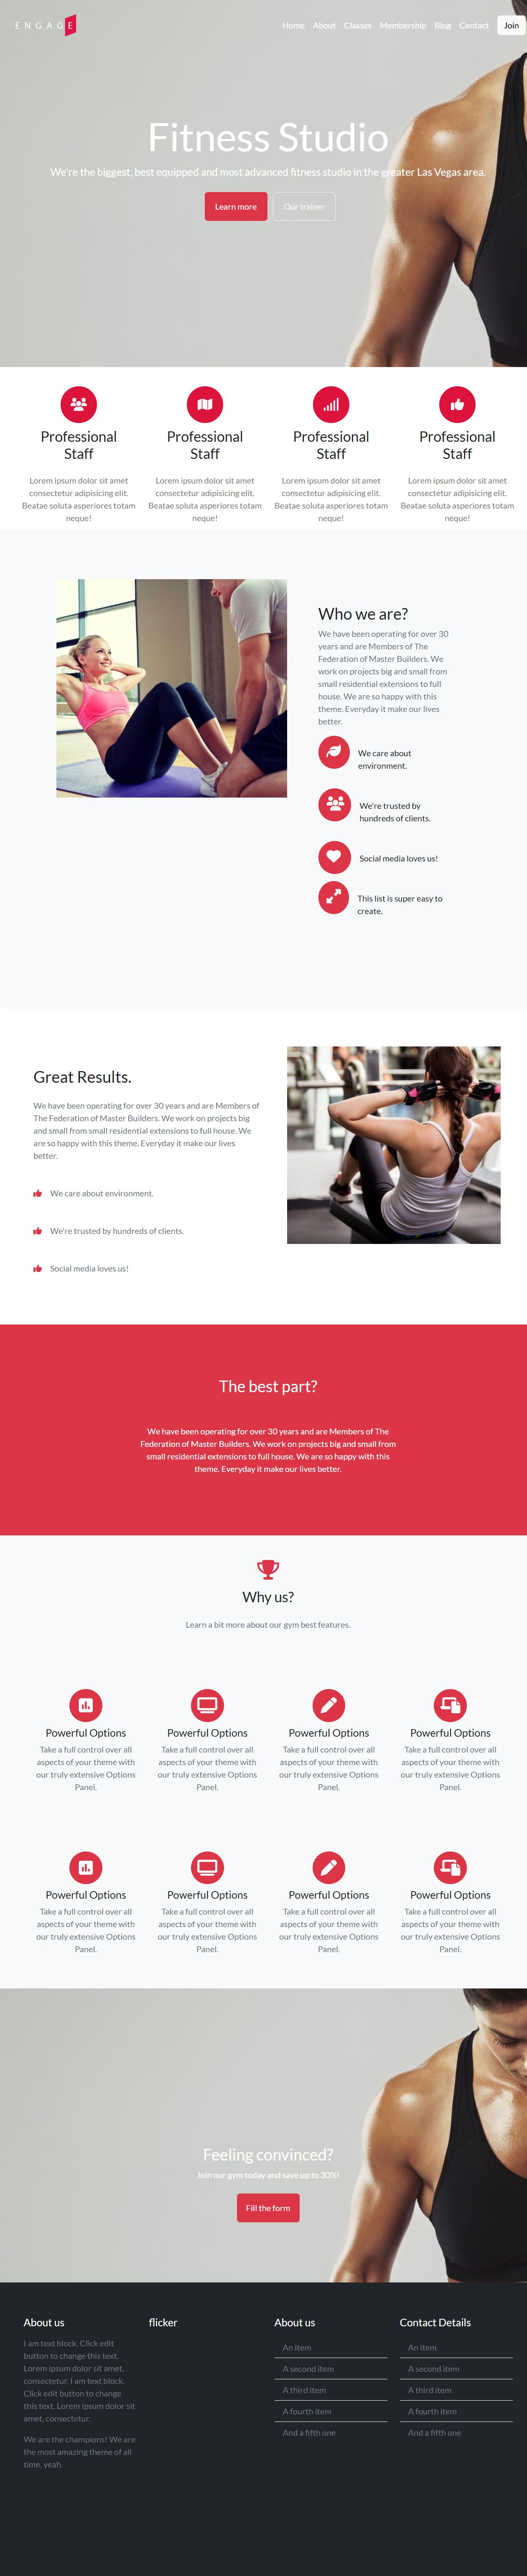 ENGAGE
Home About Classes Membership Blog Contact Join
Fitness Studio
We're the biggest, best equipped and most advanced fitness studio in the greater Las Vegas area.
Learn more Our trainer
Professional Staff
Lorem ipsum dolor sit amet
consectetur adipisicing elit.
Beatae soluta asperiores totam
neque!
Professional Staff
Lorem ipsum dolor sit amet
consectetur adipisicing elit.
Beatae soluta asperiores totam
neque!
Professional Staff
Lorem ipsum dolor sit amet
consectetur adipisicing elit.
Beatae soluta asperiores totam
neque!
Professional Staff
Lorem ipsum dolor sit amet
consectetur adipisicing elit.
Beatae soluta asperiores totam
neque!
Who we are?
We have been operating for over 30
years and are Members of The
Federation of Master Builders. We
work on projects big and small from
small residential extensions to full
house. We are so happy with this
theme. Everyday it make our lives
better.
We care about
environment.
We're trusted by
hundreds of clients.
Social media loves us!
This list is super easy to
create.
Great Results.
We have been operating for over 30 years and are Members of
The Federation of Master Builders. We work on projects big
and small from small residential extensions to full house. We
are so happy with this theme. Everyday it make our lives
better.
We care about environment.
We're trusted by hundreds of clients.
Social media loves us!
The best part?
We have been operating for over 30 years and are Members of The
Federation of Master Builders. We work on projects big and small from
small residential extensions to full house. We are so happy with this
theme. Everyday it make our lives better.
Why us?
Learn a bit more about our gym best features.
Powerful Options
Take a full control over all
aspects of your theme with
our truly extensive Options
Panel.
Powerful Options
Take a full control over all
aspects of your theme with
our truly extensive Options
Panel.
Powerful Options
Take a full control over all
aspects of your theme with
our truly extensive Options
Panel.
Powerful Options
Take a full control over all
aspects of your theme with
our truly extensive Options
Panel.
Powerful Options
Take a full control over all
aspects of your theme with
our truly extensive Options
Panel.
Powerful Options
Take a full control over all
aspects of your theme with
our truly extensive Options
Panel.
Powerful Options
Take a full control over all
aspects of your theme with
our truly extensive Options
Panel.
Powerful Options
Take a full control over all
aspects of your theme with
our truly extensive Options
Panel.
Feeling convinced?
Join our gym today and save up to 30%!
Fill the form
About us
I am text block. Click edit
button to change this text.
Lorem ipsum dolor sit amet,
consectetur. I am text block.
Click edit button to change
this text. Lorem ipsum dolor sit
amet, consectetur.
We are the champions! We are
the most amazing theme of all
time, yeah.
flicker
About us
An item
A second item
A third item
A fourth item
And a fifth one
Contact Details
An item
A second item
A third item
A fourth item
And a fifth one